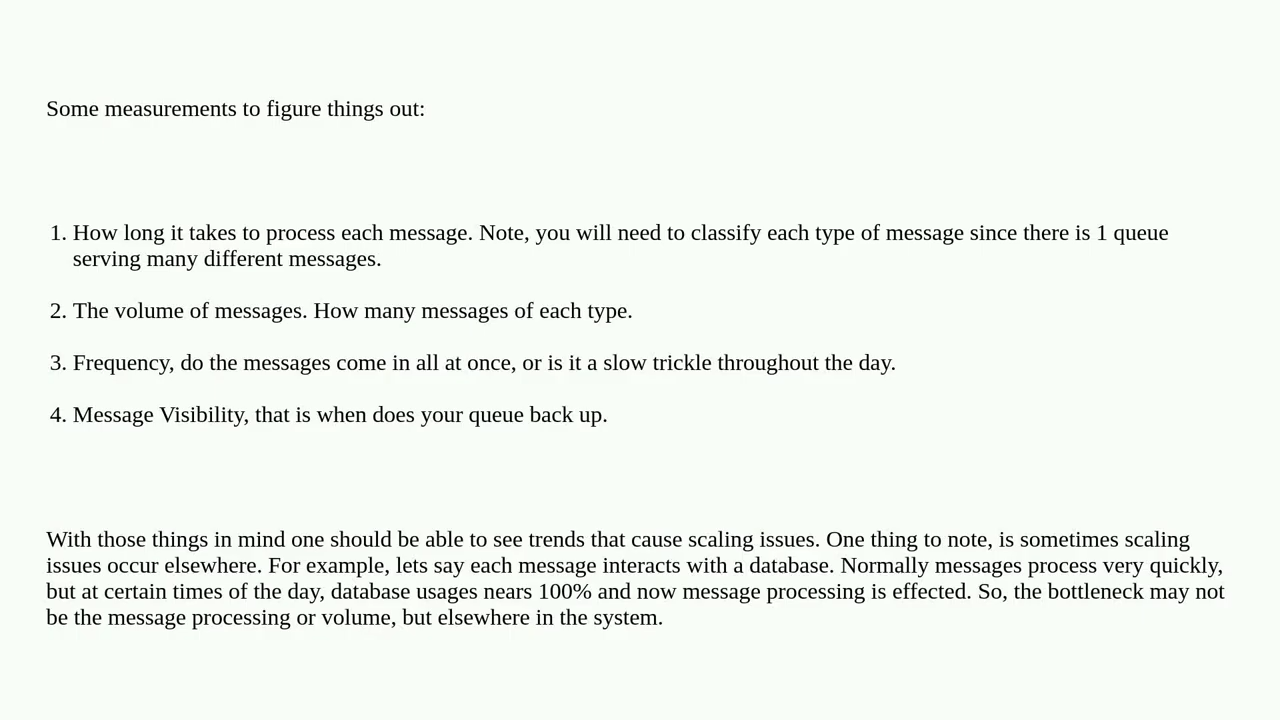 Some measurements to figure things out:
1. How long it takes to process each message. Note, you will need to classify each type of message since there is 1 queue
serving many different messages.
2. The volume of messages. How many messages of each type.
3. Frequency, do the messages come in all at once, or is it a slow trickle throughout the day.
4. Message Visibility, that is when does your queue back up.
With those things in mind one should be able to see trends that cause scaling issues. One thing to note, is sometimes scaling
issues occur elsewhere. For example, lets say each message interacts with a database. Normally messages process very quickly,
but at certain times of the day, database usages nears 100% and now message processing is effected. So, the bottleneck may not
be the message processing or volume, but elsewhere in the system.